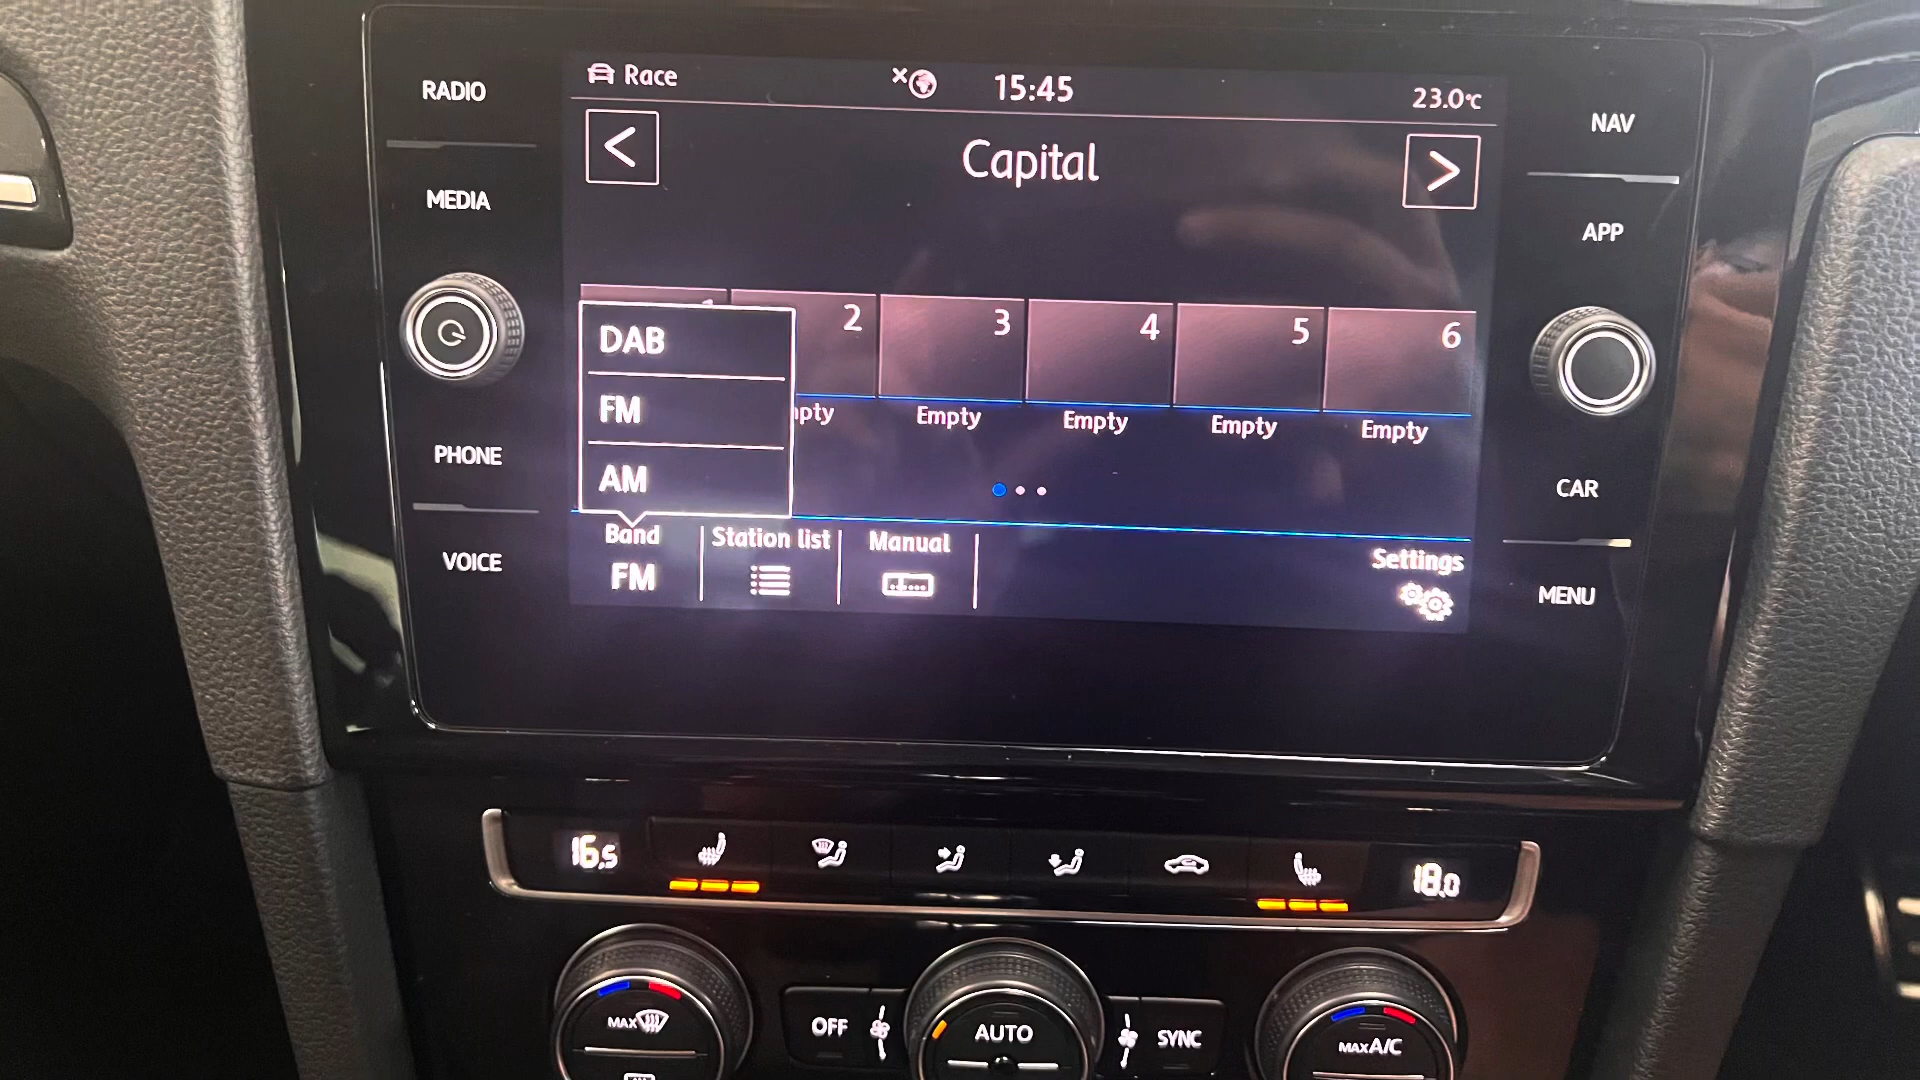 RADIO
MEDIA
PHONE
VOICE
Race
15:45
23.0°C
<
Capital
>
2
3
4
5
6
DAB
FM
AM
Empty
Empty
Empty
Empty
Band
FM
Station list
Manual
Settings
NAV
APP
CAR
MENU
16.5
18.0
MAX
OFF
AUTO
SYNC
MAX A/C